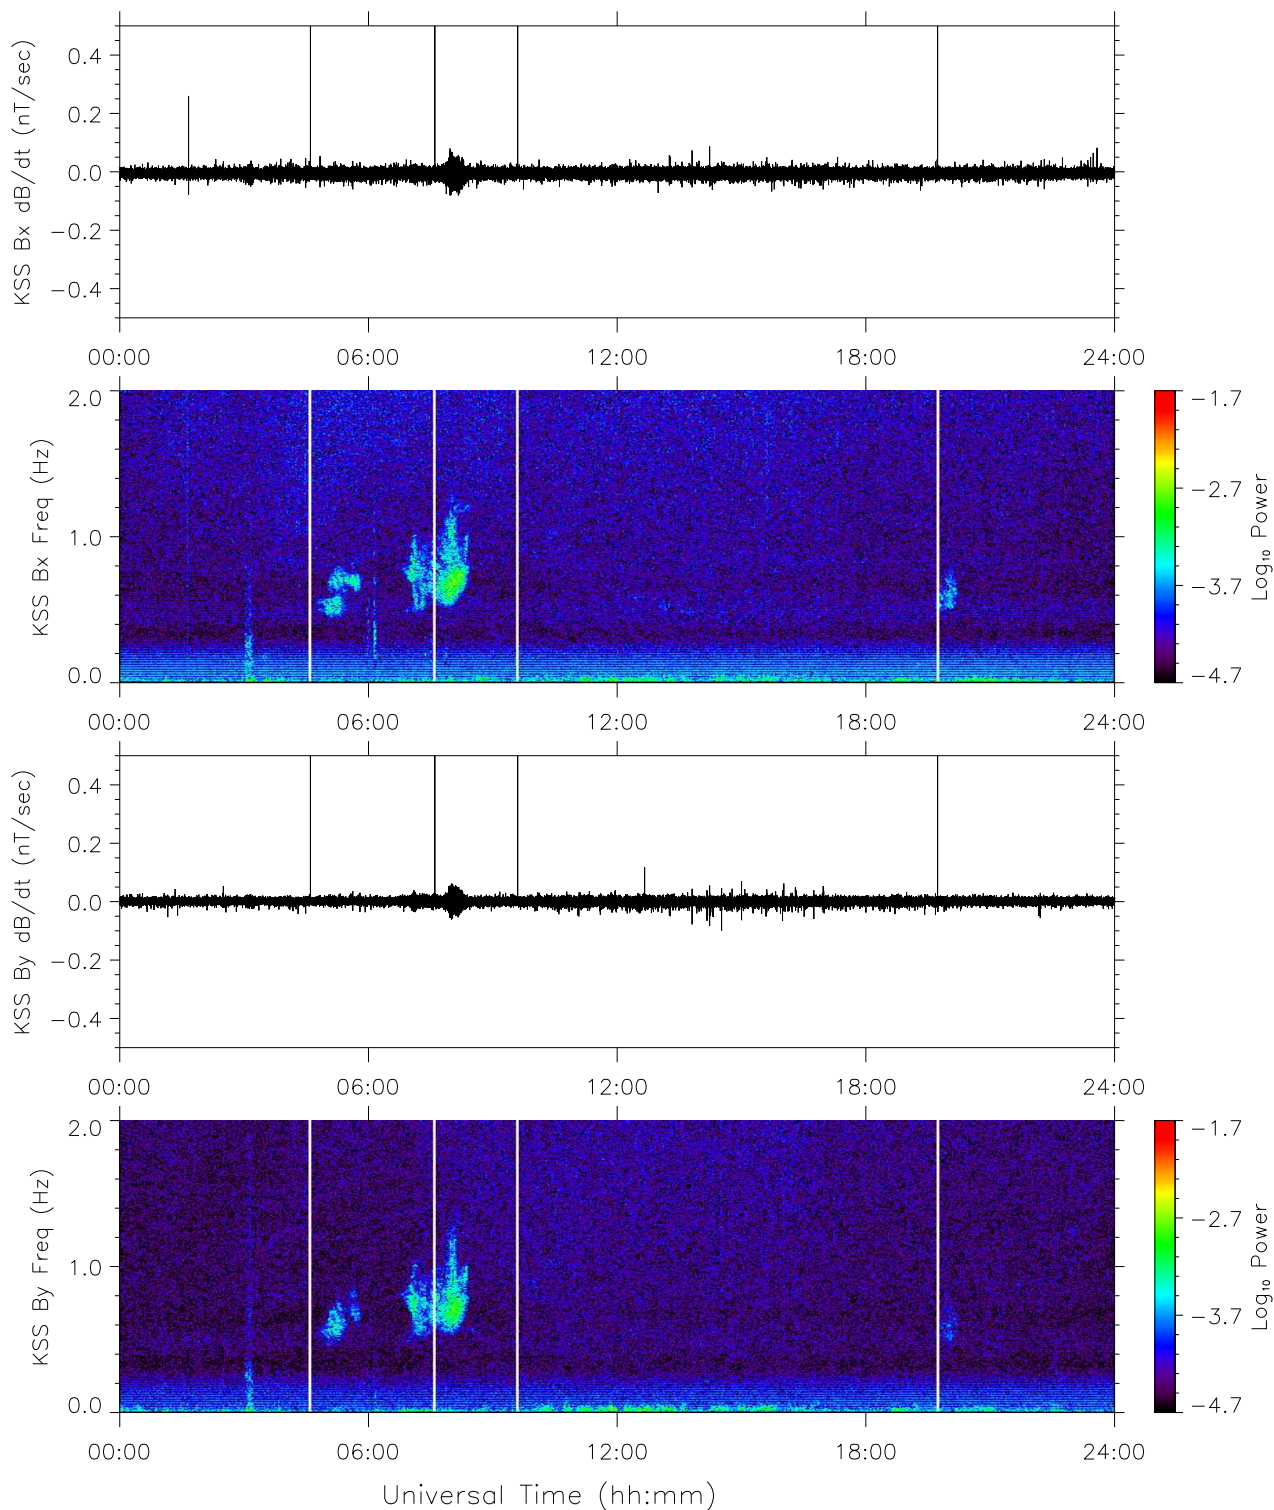 KSS Bx dB/dt (nT/sec)
0.4
0.2
0.0
−0.2
−0.4
00:00 06:00 12:00 18:00 24:00
KSS Bx Freq (Hz)
2.0
1.0
0.0
−1.7
−2.7
−3.7
−4.7
Log₁₀ Power
00:00 06:00 12:00 18:00 24:00
KSS By dB/dt (nT/sec)
0.4
0.2
0.0
−0.2
−0.4
00:00 06:00 12:00 18:00 24:00
KSS By Freq (Hz)
2.0
1.0
0.0
−1.7
−2.7
−3.7
−4.7
Log₁₀ Power
00:00 06:00 12:00 18:00 24:00
Universal Time (hh:mm)